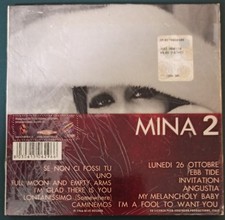 MINA 2
SE NON CI FOSSI TU
UNO
FULL MOON AND EMPTY ARMS
I'M GLAD THERE IS YOU
LONTANISSIMO (Somewhere)
CAMINEMOS
LUNEDI 26 OTTOBRE
EBB TIDE
INVITATION
ANGUSTIA
MY MELANCHOLY BABY
I'M A FOOL TO WANT YOU